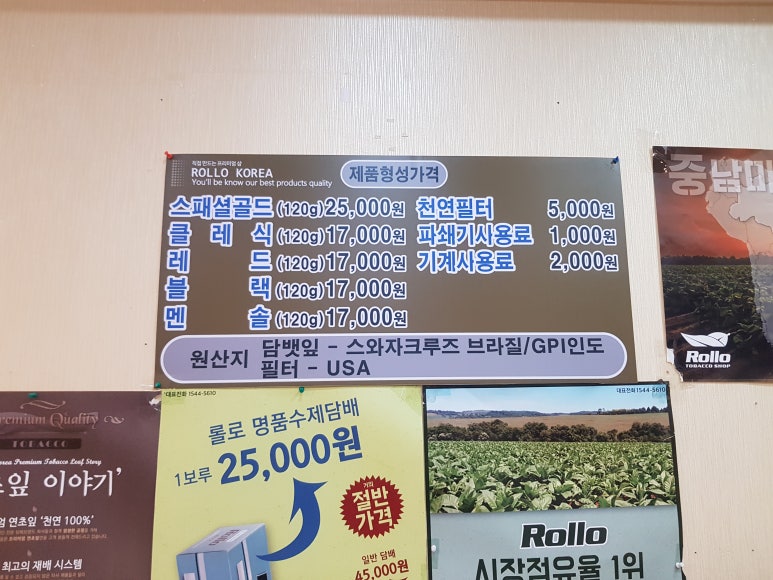 직접 만드는 프리미엄 샵
ROLLO KOREA
You'll be know our best products quality
제품형성가격
스패셜골드 (120g) 25,000원 천연필터 5,000원
클레식 (120g) 17,000원 파쇄기사용료 1,000원
레드 (120g) 17,000원 기계사용료 2,000원
블랙 (120g) 17,000원
멘솔 (120g) 17,000원
원산지 담뱃잎 - 스와자크루즈 브라질/GPI인도
필터 - USA
중남미
Rollo
TOBACCO SHOP
Premium Quality
TOBACCO
Korea Premium Tobacco Leaf Story
잎 이야기'
연초잎 '천연 100%'
최고의 재배 시스템
대표전화 1544-5610
롤로 명품수제담배
1보루 25,000원
거의
절반
가격
일반 담배
45,000원
대표전화 1544-5610
Rollo
시장점유율 1위